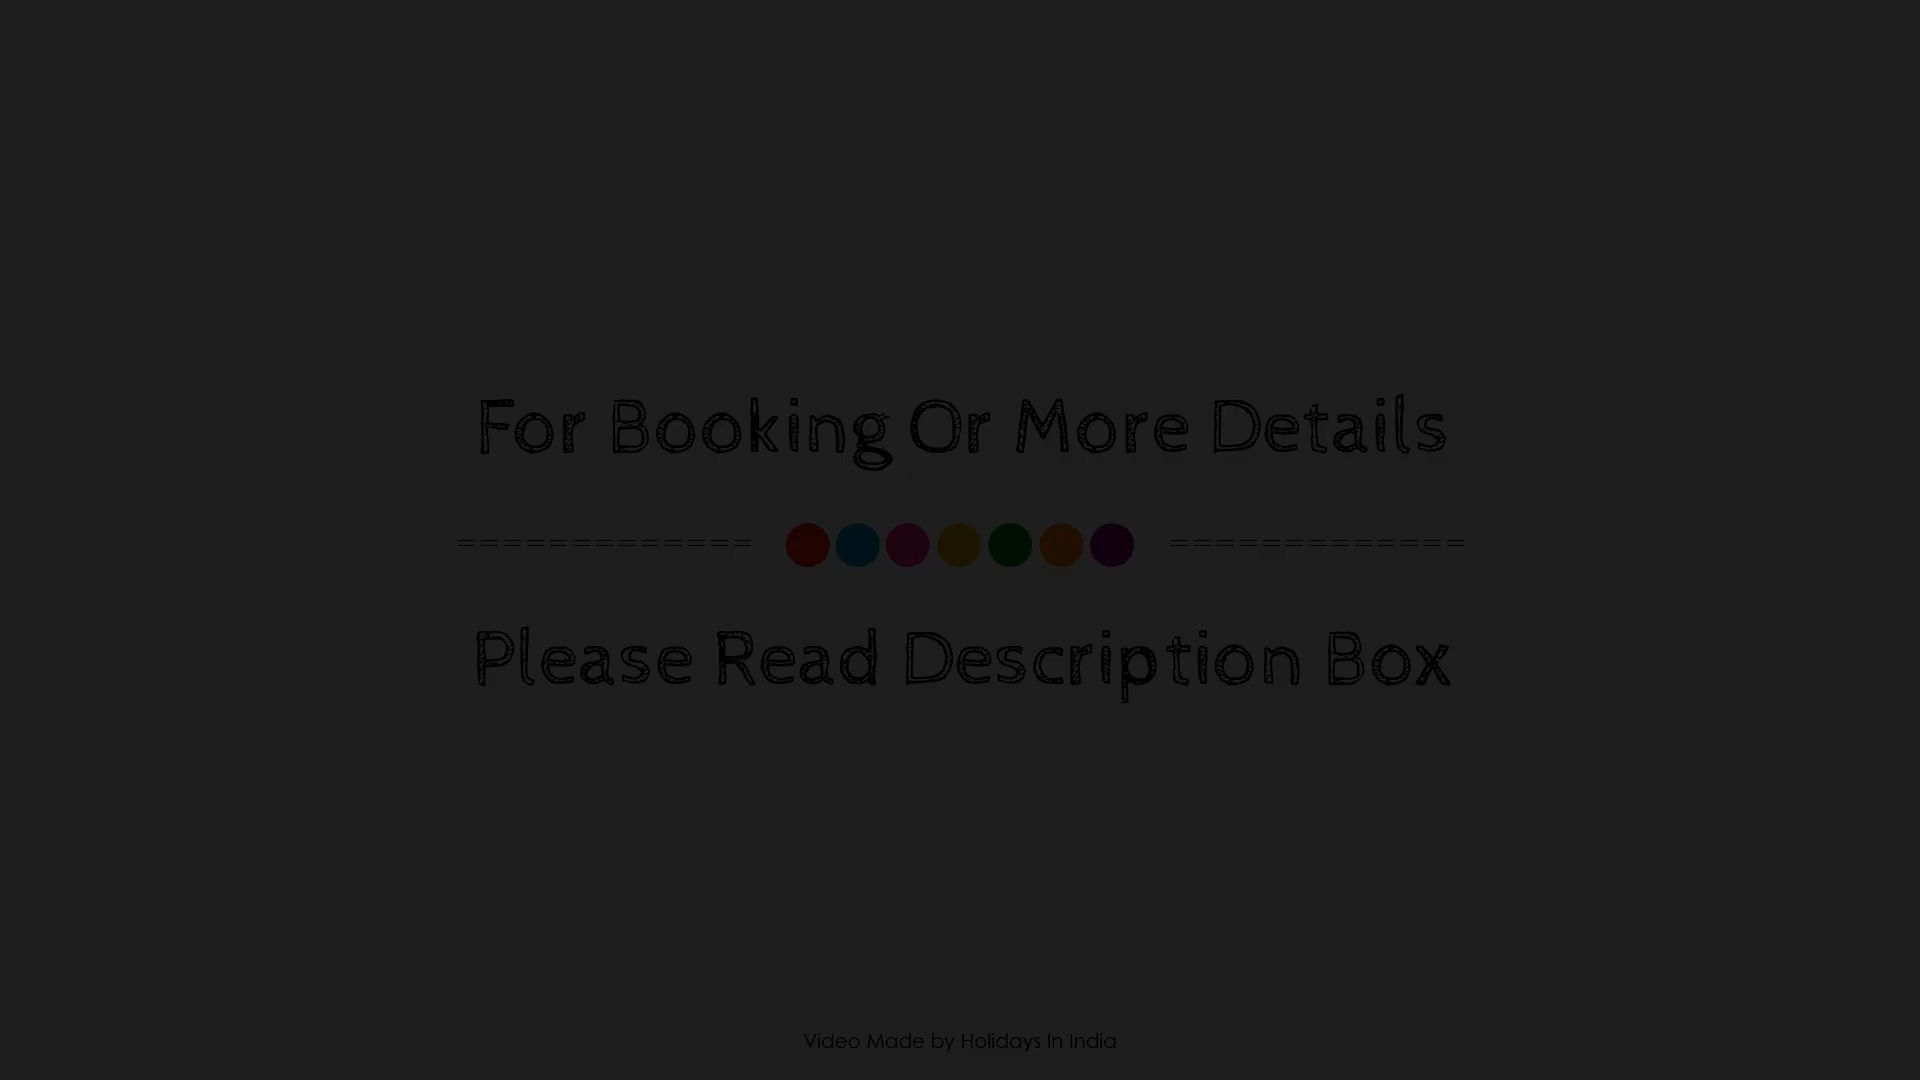 For Booking Or More Details
============= =============
Please Read Description Box
Video Made by Holidays In India